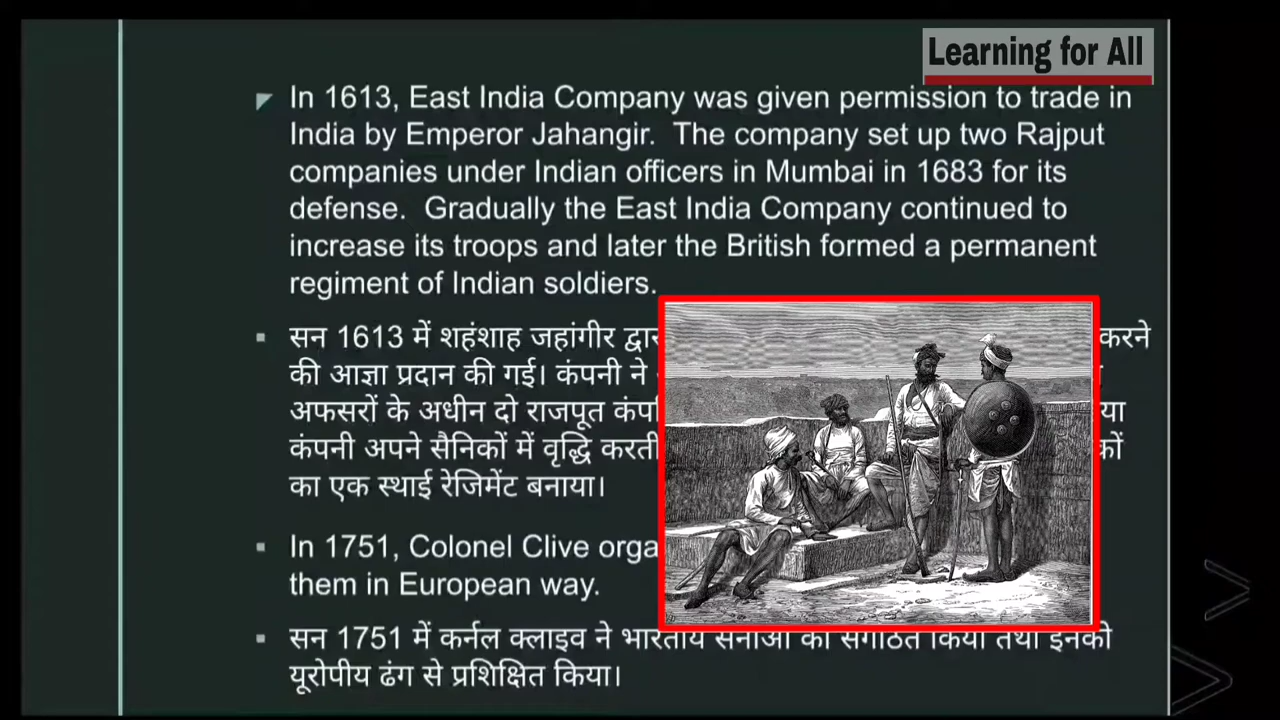 Learning for All
In 1613, East India Company was given permission to trade in
India by Emperor Jahangir. The company set up two Rajput
companies under Indian officers in Mumbai in 1683 for its
defense. Gradually the East India Company continued to
increase its troops and later the British formed a permanent
regiment of Indian soldiers.
सन 1613 में शहंशाह जहांगीर करने
की आज्ञा प्रदान की गई। कंपनी ने
अफसरों के अधीन दो राजपूत
कंपनी अपने सैनिकों में वृद्धि
का एक स्थाई रेजिमेंट बनाया।
In 1751, Colonel Clive
them in European way.
सन 1751 में कर्नल क्लाइव ने भारतीय सेनाओं को संगठित किया तथा इनको
यूरोपीय ढंग से प्रशिक्षित किया।